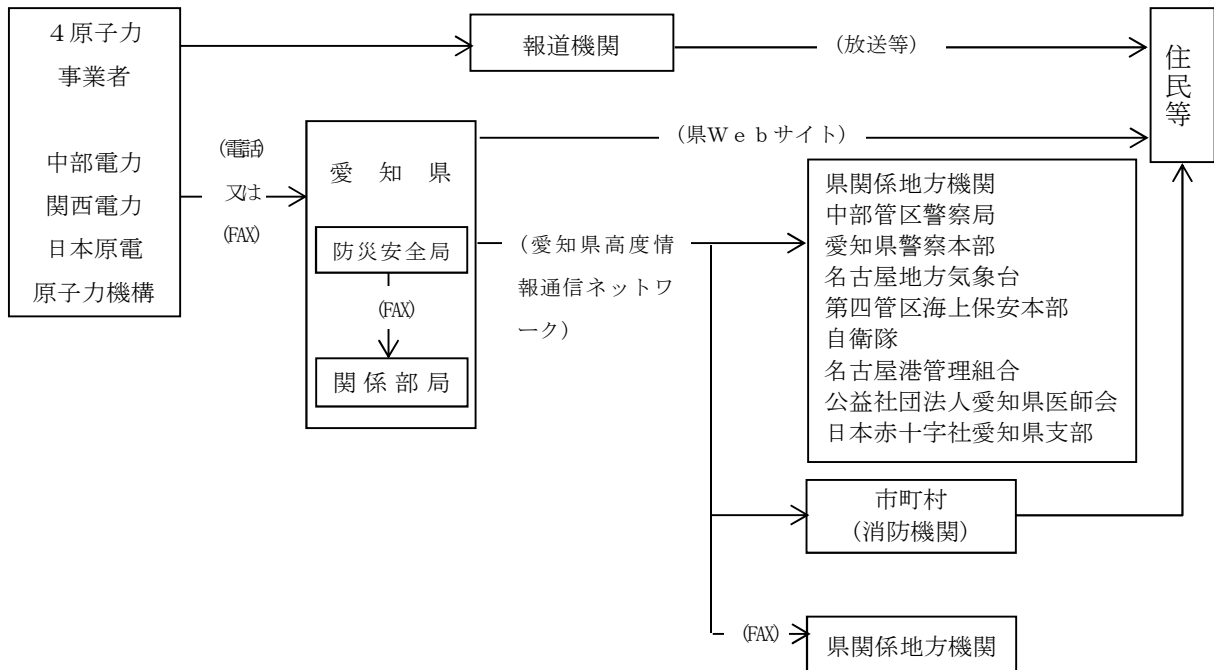 ４原子力
事業者
中部電力
関西電力
日本原電
原子力機構
報道機関
（放送等）
住民等
（電話）
又は
（FAX）
愛知県
防災安全局
（FAX）
関係部局
（県Ｗｅｂサイト）
（愛知県高度情
報通信ネットワ
ーク）
県関係地方機関
中部管区警察局
愛知県警察本部
名古屋地方気象台
第四管区海上保安本部
自衛隊
名古屋港管理組合
公益社団法人愛知県医師会
日本赤十字社愛知県支部
市町村
（消防機関）
（FAX）
県関係地方機関